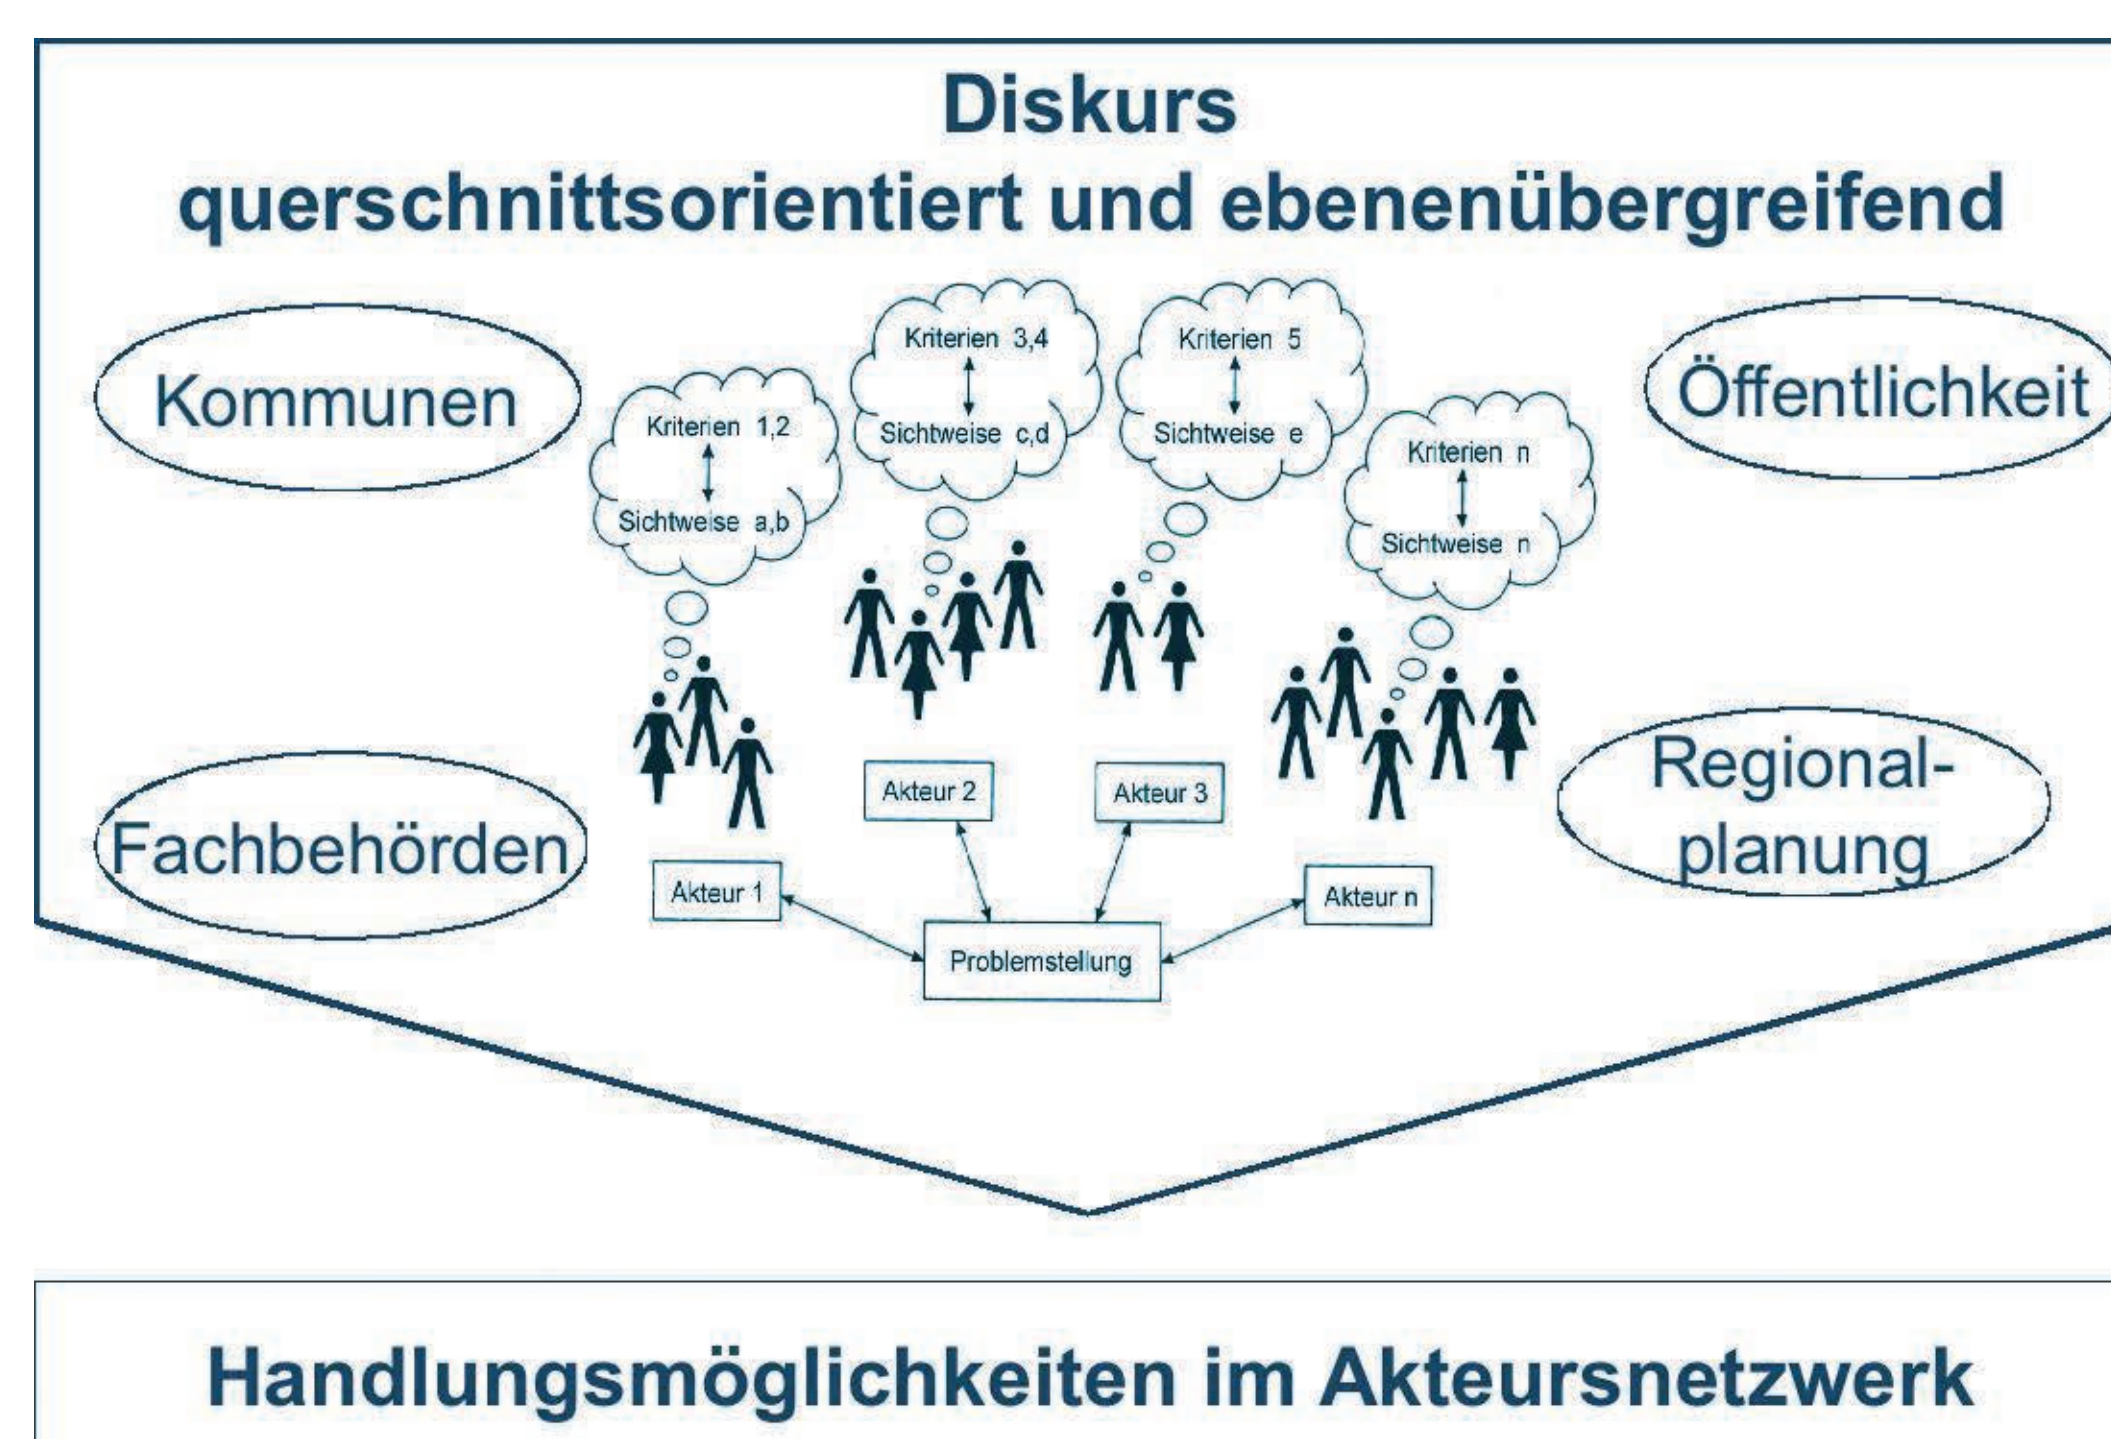 Diskurs
querschnittsorientiert und ebenenübergreifend
Kommunen
Kriterien 1,2
Sichtweise a,b
Kriterien 3,4
Sichtweise c,d
Kriterien 5
Sichtweise e
Kriterien n
Sichtweise n
Öffentlichkeit
Fachbehörden
Regional-
planung
Akteur 1
Akteur 2
Akteur 3
Akteur n
Problemstellung
Handlungsmöglichkeiten im Akteursnetzwerk